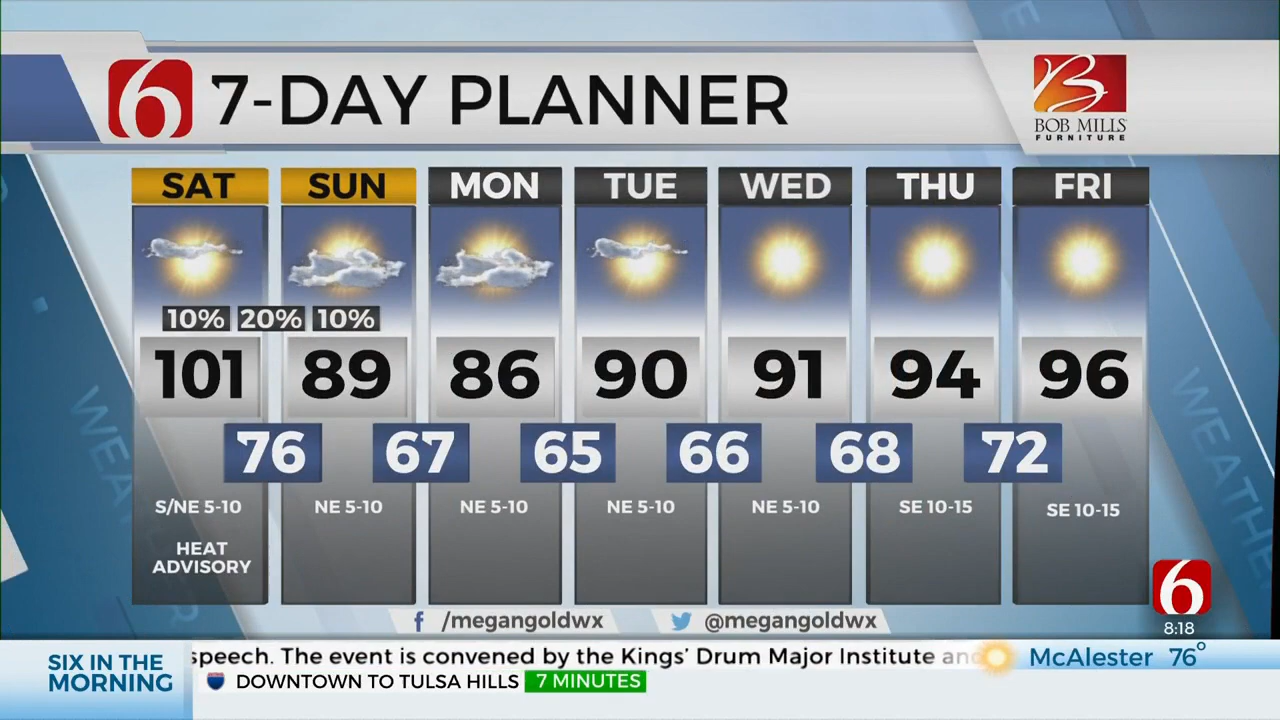 6 7-DAY PLANNER
BOB MILLS
FURNITURE
SAT SUN MON TUE WED THU FRI
10% 20% 10%
101 89 86 90 91 94 96
76 67 65 66 68 72
S/NE 5-10 NE 5-10 NE 5-10 NE 5-10 NE 5-10 SE 10-15 SE 10-15
HEAT
ADVISORY
/megangoldwx @megangoldwx
6
8:18
SIX IN THE
MORNING
speech. The event is convened by the Kings' Drum Major Institute and
McAlester 76°
DOWNTOWN TO TULSA HILLS 7 MINUTES